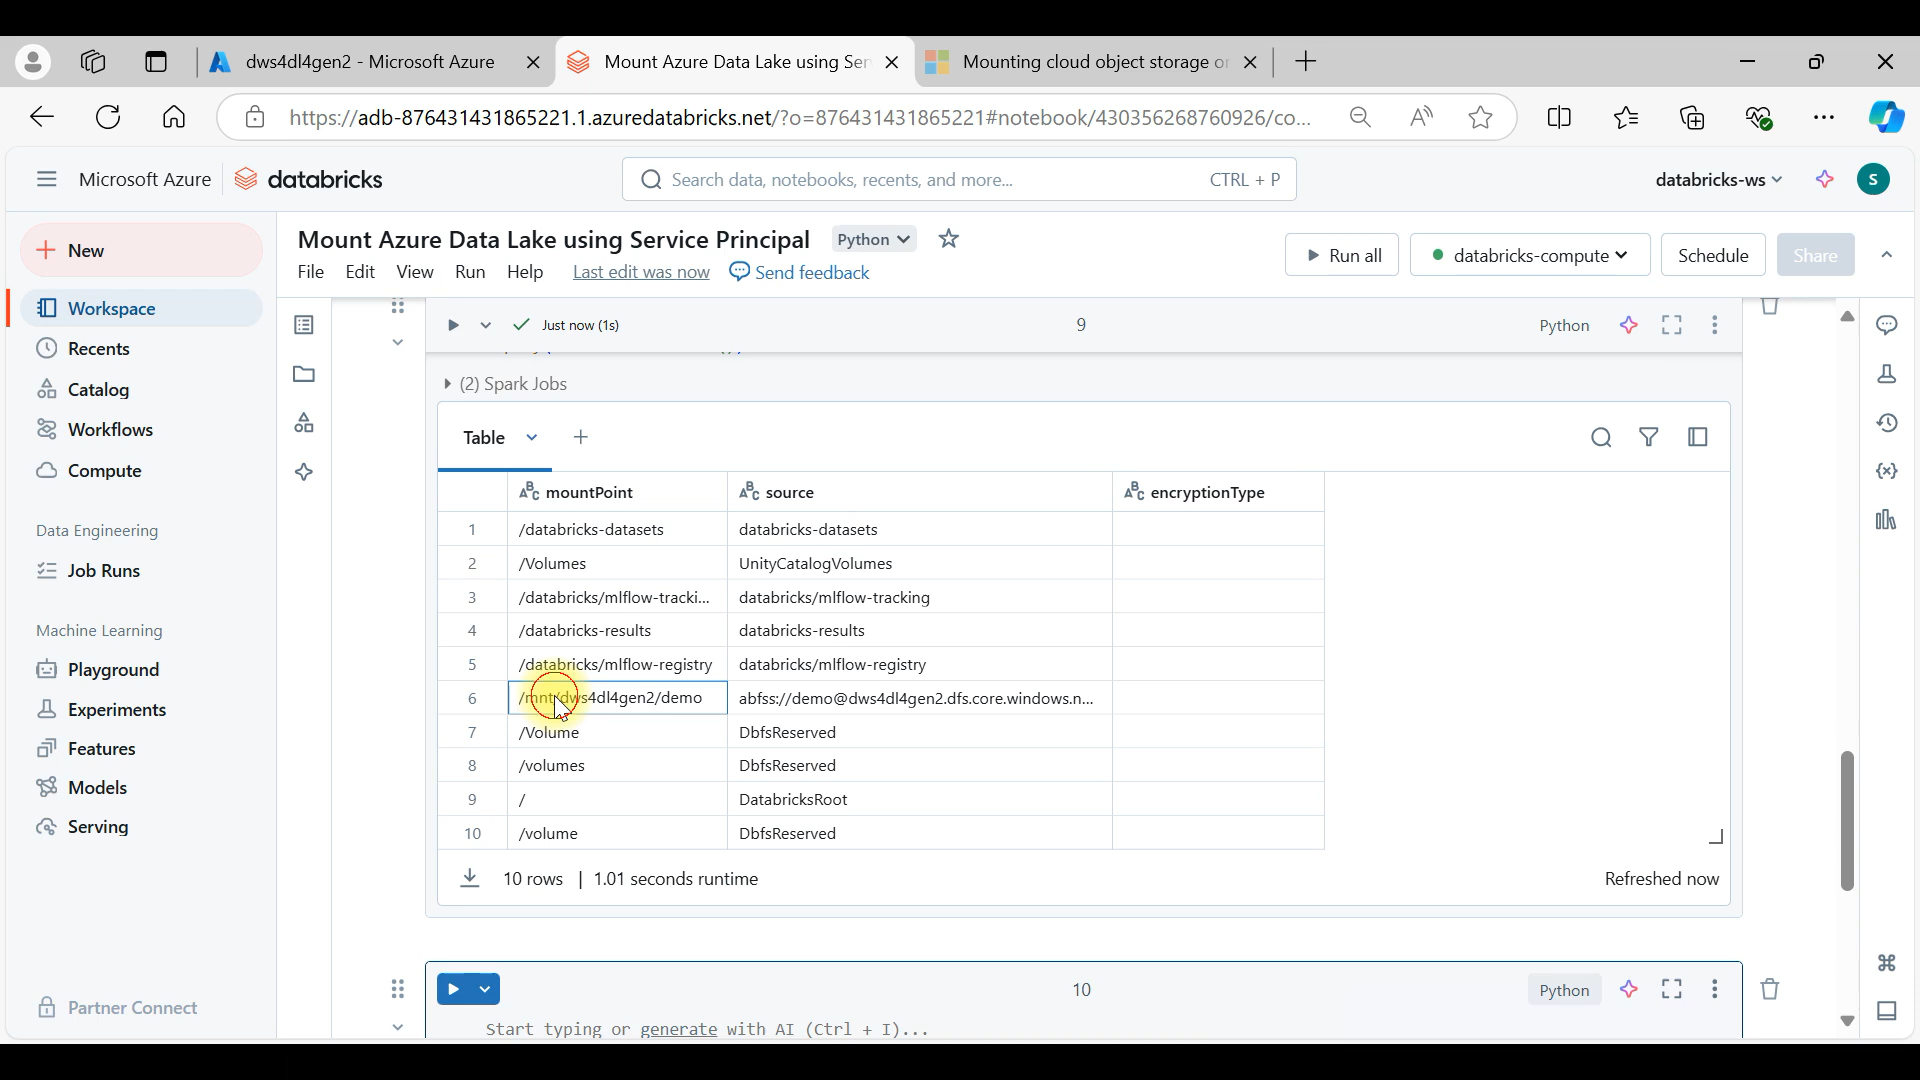 dws4dl4gen2 - Microsoft Azure
Mount Azure Data Lake using Ser
Mounting cloud object storage or
https://adb-876431431865221.1.azuredatabricks.net/?o=876431431865221#notebook/430356268760926/co...
Microsoft Azure databricks
Search data, notebooks, recents, and more... CTRL + P
databricks-ws S
New
Workspace
Recents
Catalog
Workflows
Compute
Data Engineering
Job Runs
Machine Learning
Playground
Experiments
Features
Models
Serving
Partner Connect
Mount Azure Data Lake using Service Principal Python
File Edit View Run Help Last edit was now Send feedback
Run all databricks-compute Schedule Share
Just now (1s) 9 Python
(2) Spark Jobs
Table
mountPoint source encryptionType
1 /databricks-datasets databricks-datasets
2 /Volumes UnityCatalogVolumes
3 /databricks/mlflow-tracki... databricks/mlflow-tracking
4 /databricks-results databricks-results
5 /databricks/mlflow-registry databricks/mlflow-registry
6 /mnt/dws4dl4gen2/demo abfss://demo@dws4dl4gen2.dfs.core.windows.n...
7 /Volume DbfsReserved
8 /volumes DbfsReserved
9 / DatabricksRoot
10 /volume DbfsReserved
10 rows | 1.01 seconds runtime Refreshed now
10 Python
Start typing or generate with AI (Ctrl + I)...